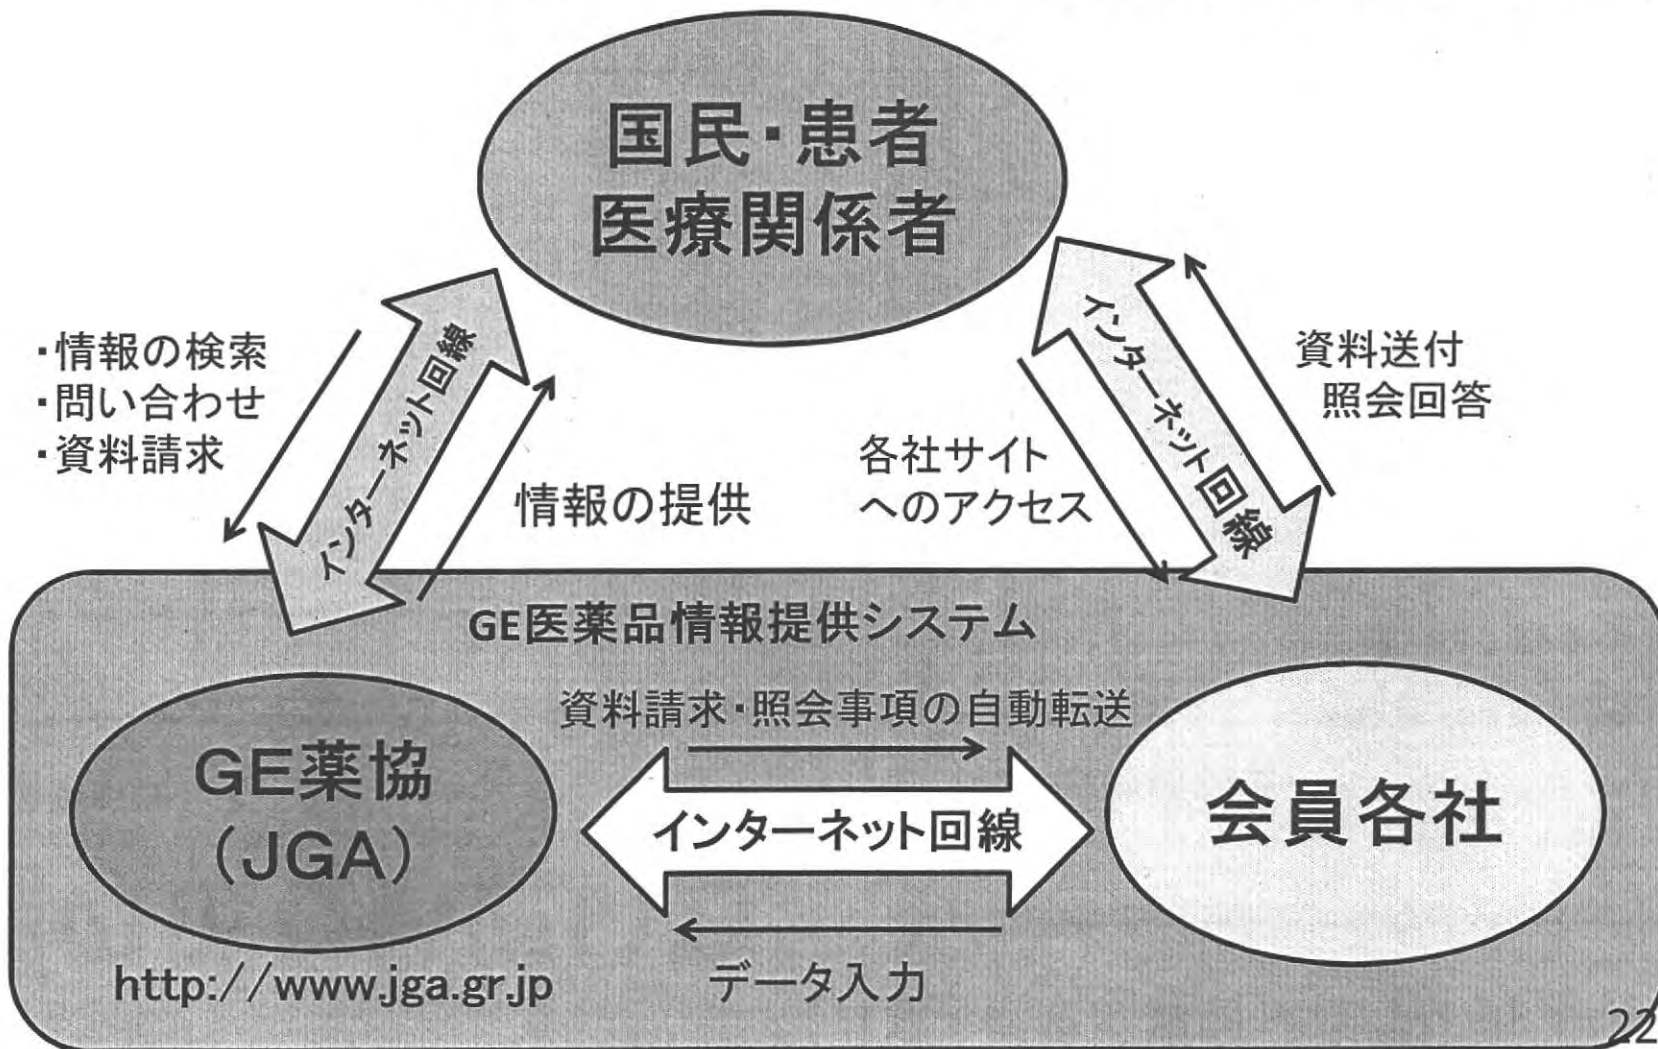 国民・患者
医療関係者
・情報の検索
・問い合わせ
・資料請求
インターネット回線
情報の提供
インターネット回線
資料送付
照会回答
各社サイト
へのアクセス
GE医薬品情報提供システム
資料請求・照会事項の自動転送
GE薬協
（JGA）
インターネット回線
会員各社
http://www.jga.gr.jp
データ入力
22